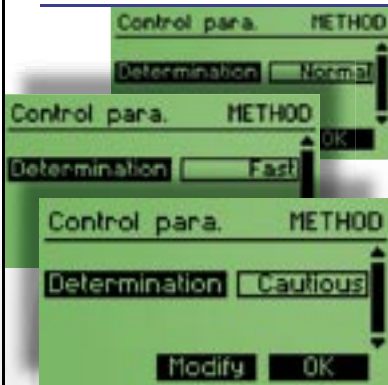 Control para. METHOD
Determination Normal
OK
Control para. METHOD
Determination Fast
Control para. METHOD
Determination Cautious
Modify OK